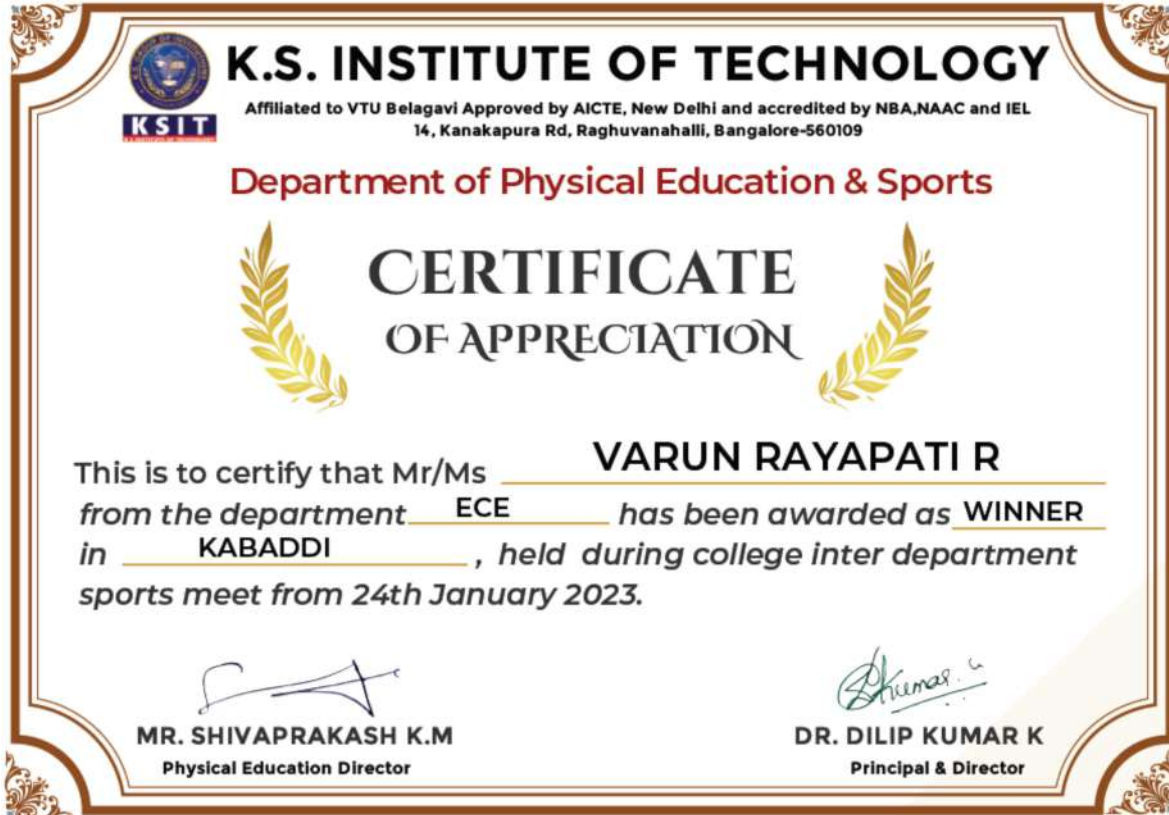 K.S. INSTITUTE OF TECHNOLOGY
Affiliated to VTU Belagavi Approved by AICTE, New Delhi and accredited by NBA,NAAC and IEL
14, Kanakapura Rd, Raghuvanahalli, Bangalore-560109
KSIT
Department of Physical Education & Sports
CERTIFICATE
OF APPRECIATION
This is to certify that Mr/Ms VARUN RAYAPATI R
from the department ECE has been awarded as WINNER
in KABADDI , held during college inter department
sports meet from 24th January 2023.
MR. SHIVAPRAKASH K.M
Physical Education Director
DR. DILIP KUMAR K
Principal & Director